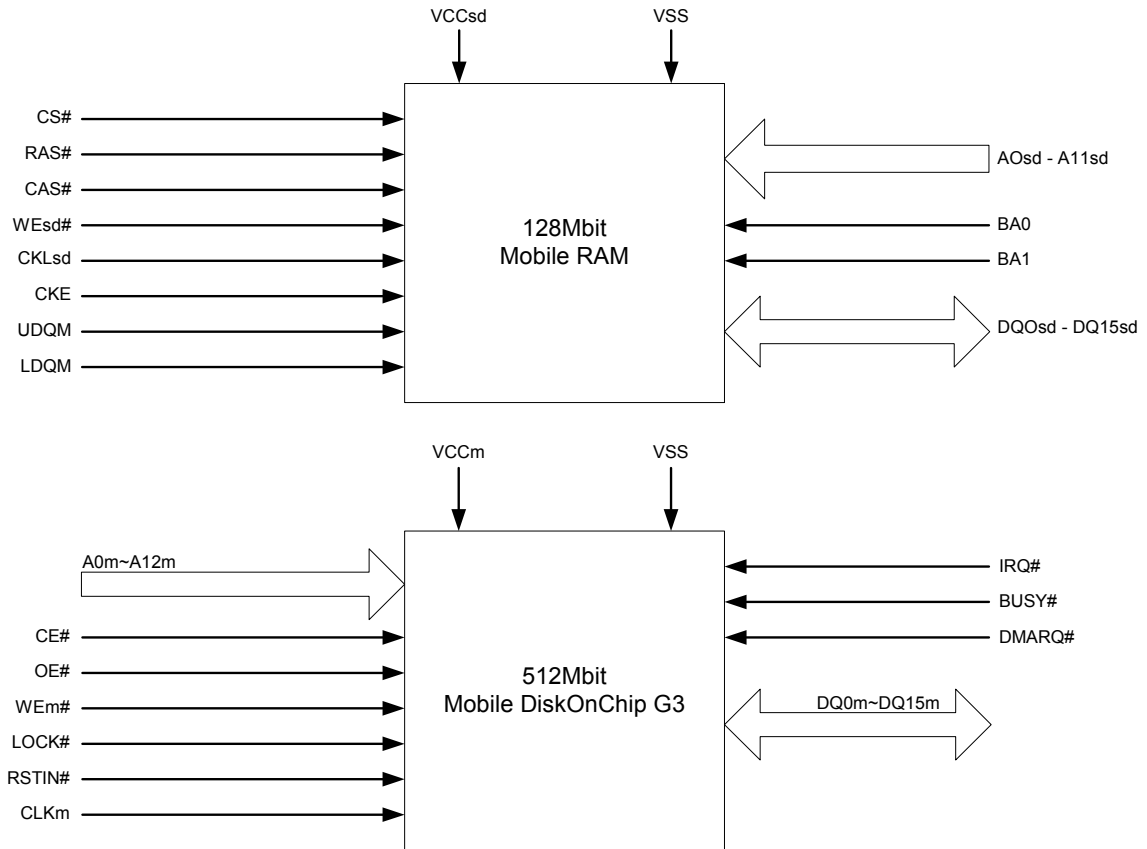 VCCsd
VSS
CS#
RAS#
CAS#
WEsd#
CKLsd
CKE
UDQM
LDQM
128Mbit
Mobile RAM
AOsd - A11sd
BA0
BA1
DQOsd - DQ15sd
VCCm
VSS
A0m~A12m
CE#
OE#
WEm#
LOCK#
RSTIN#
CLKm
512Mbit
Mobile DiskOnChip G3
IRQ#
BUSY#
DMARQ#
DQ0m~DQ15m